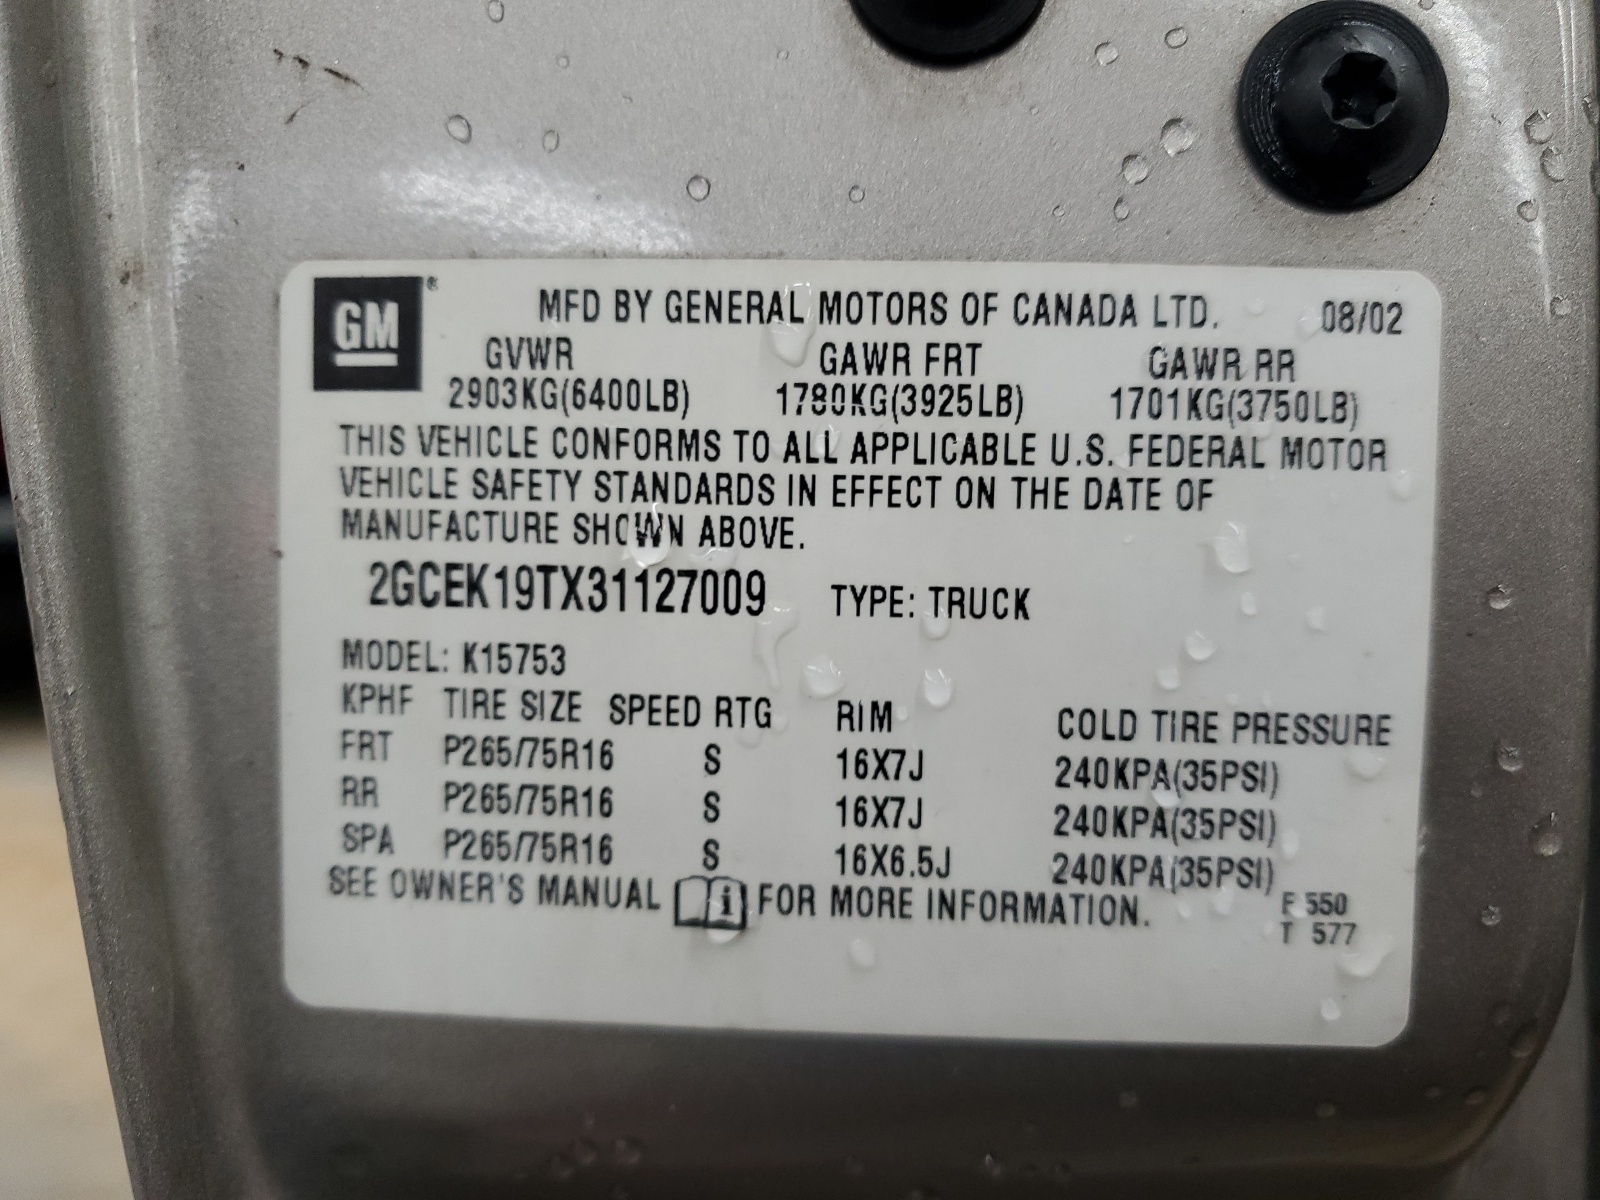 GM® MFD BY GENERAL MOTORS OF CANADA LTD. 08/02
GVWR GAWR FRT GAWR RR
2903KG(6400LB) 1780KG(3925LB) 1701KG(3750LB)
THIS VEHICLE CONFORMS TO ALL APPLICABLE U.S. FEDERAL MOTOR
VEHICLE SAFETY STANDARDS IN EFFECT ON THE DATE OF
MANUFACTURE SHOWN ABOVE.
2GCEK19TX31127009 TYPE: TRUCK
MODEL: K15753
KPHF TIRE SIZE SPEED RTG RIM COLD TIRE PRESSURE
FRT P265/75R16 S 16X7J 240KPA(35PSI)
RR P265/75R16 S 16X7J 240KPA(35PSI)
SPA P265/75R16 S 16X6.5J 240KPA(35PSI)
SEE OWNER'S MANUAL i FOR MORE INFORMATION.
F 550
T 577